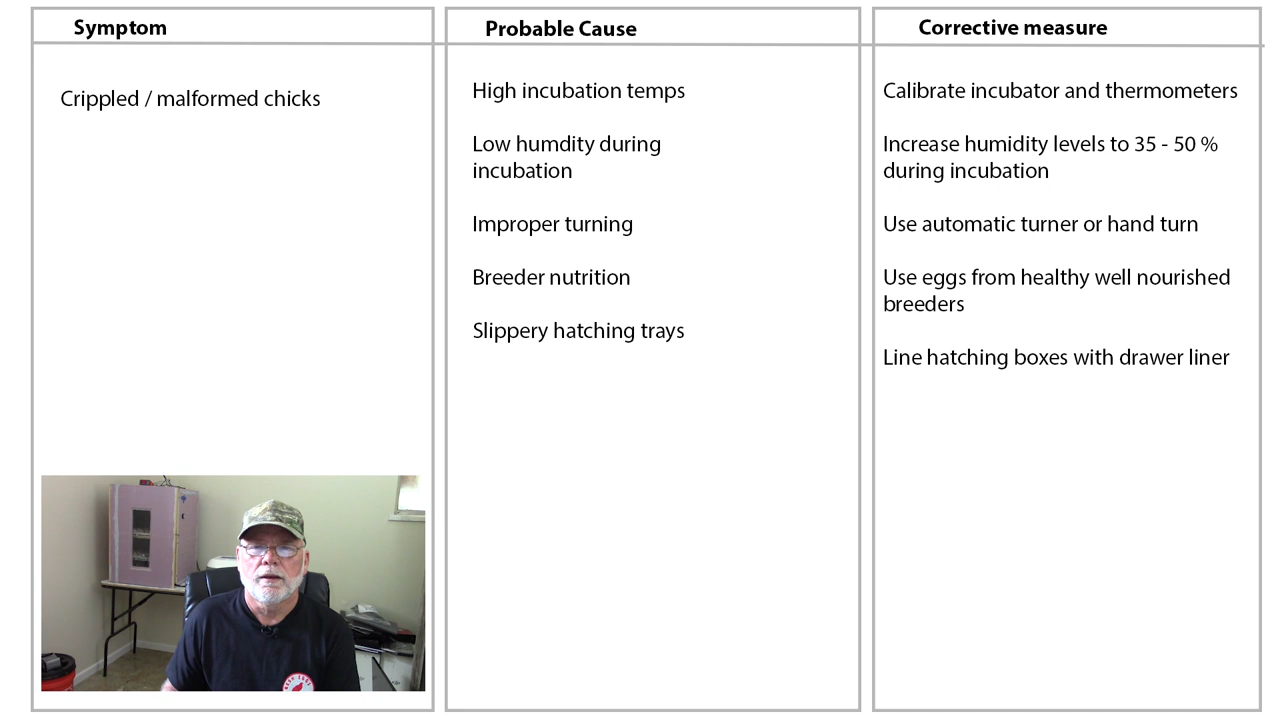 Symptom
Probable Cause
Corrective measure
Crippled / malformed chicks
High incubation temps
Low humdity during
incubation
Improper turning
Breeder nutrition
Slippery hatching trays
Calibrate incubator and thermometers
Increase humidity levels to 35 - 50 %
during incubation
Use automatic turner or hand turn
Use eggs from healthy well nourished
breeders
Line hatching boxes with drawer liner